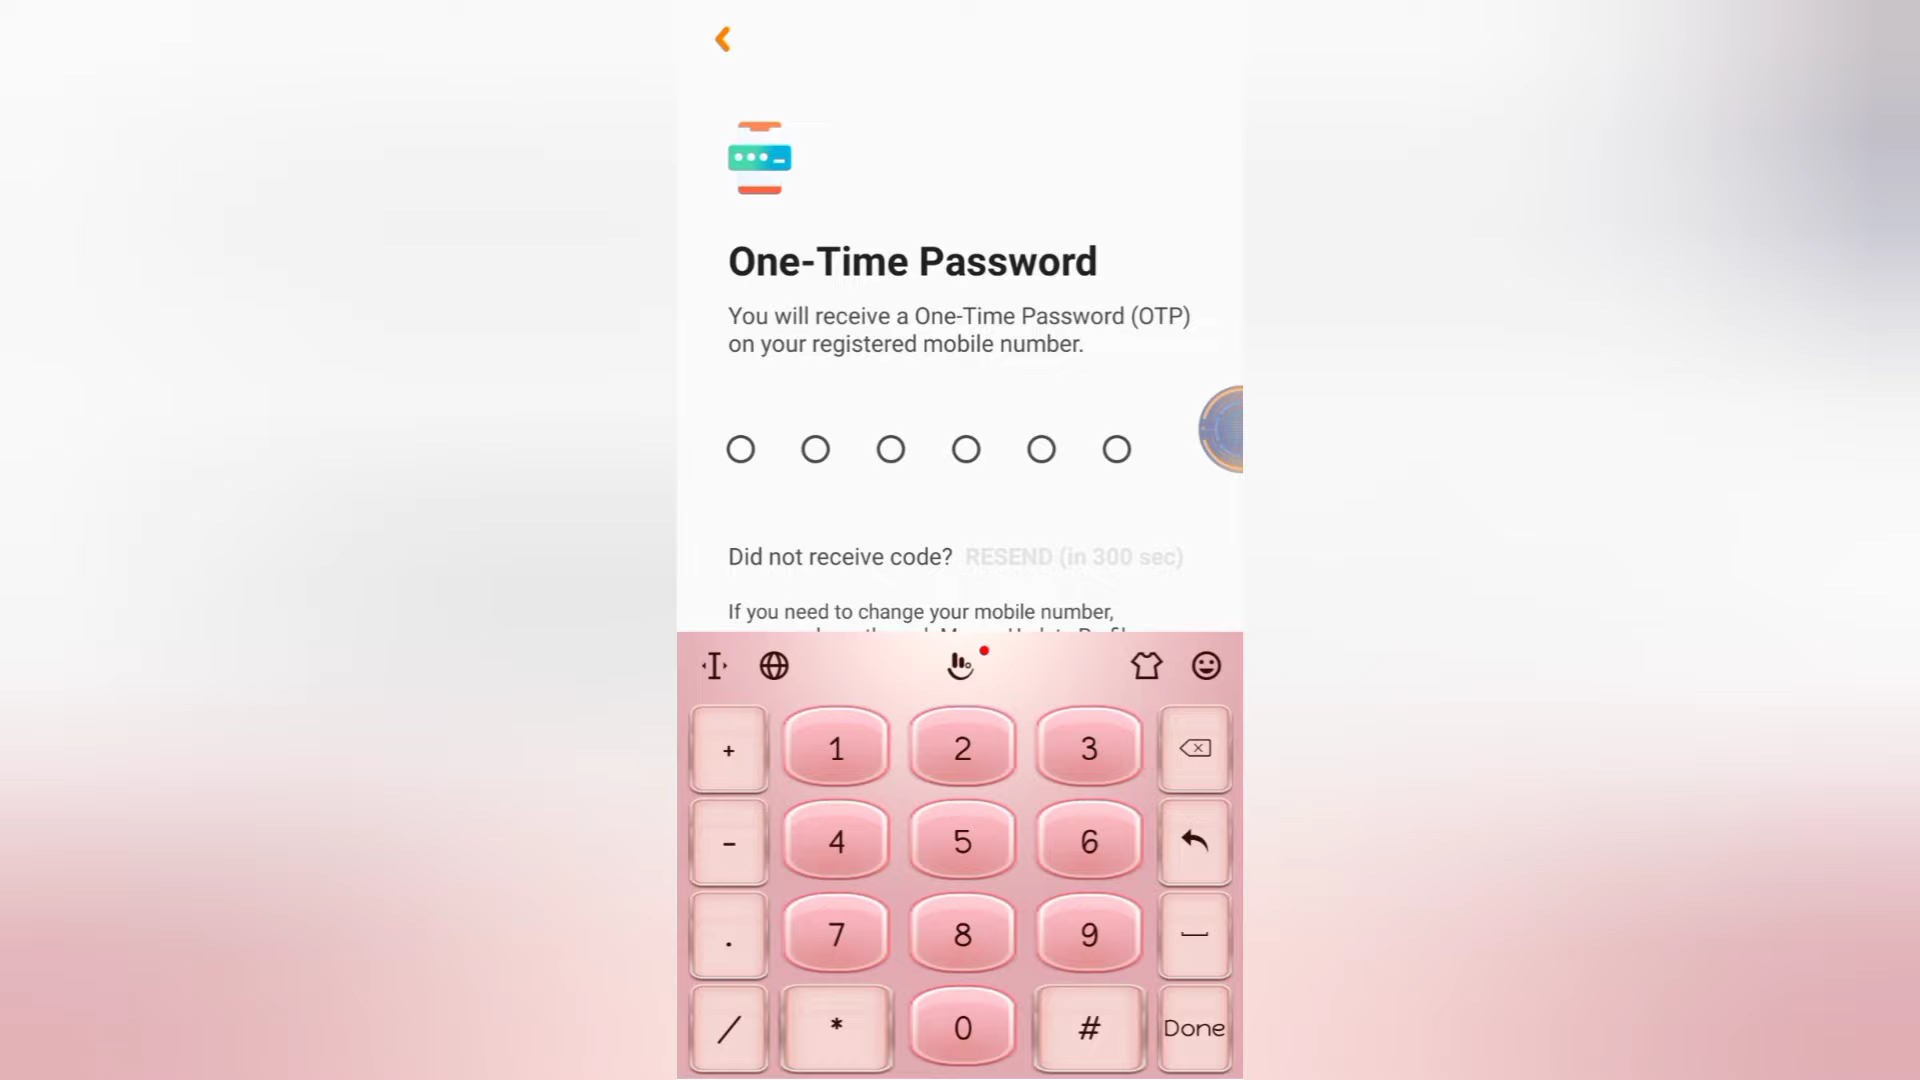 One-Time Password
You will receive a One-Time Password (OTP)
on your registered mobile number.
Did not receive code? RESEND (in 300 sec)
If you need to change your mobile number,
+ 1 2 3
- 4 5 6
. 7 8 9
/ * 0 # Done